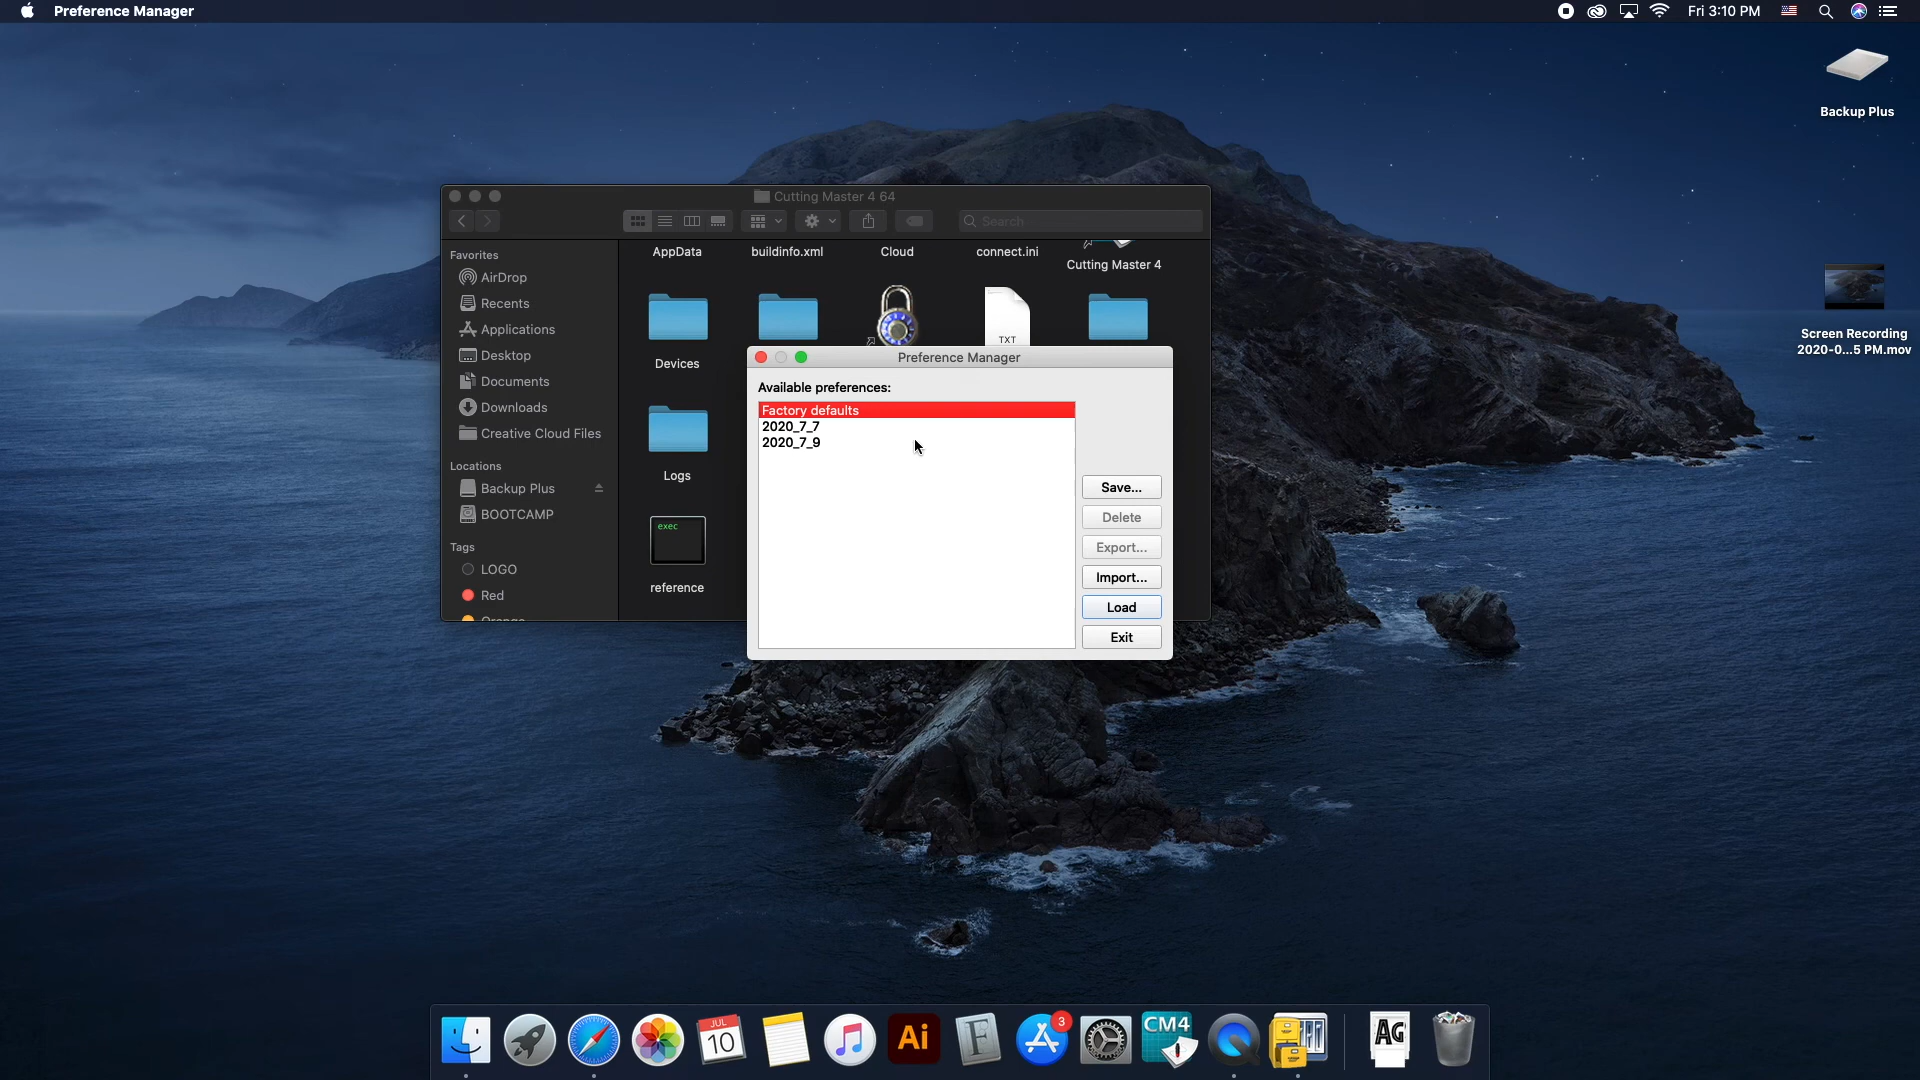 Preference Manager
Fri 3:10 PM
Backup Plus
Screen Recording
2020-0...5 PM.mov
Cutting Master 4 64
Search
Favorites
AirDrop
Recents
Applications
Desktop
Documents
Downloads
Creative Cloud Files
Locations
Backup Plus
BOOTCAMP
Tags
LOGO
Red
Orange
AppData
buildinfo.xml
Cloud
connect.ini
Cutting Master 4
TXT
Devices
Logs
exec
reference
Preference Manager
Available preferences:
Factory defaults
2020_7_7
2020_7_9
Save...
Delete
Export...
Import...
Load
Exit
JUL
10
Ai
F
3
CM4
AG